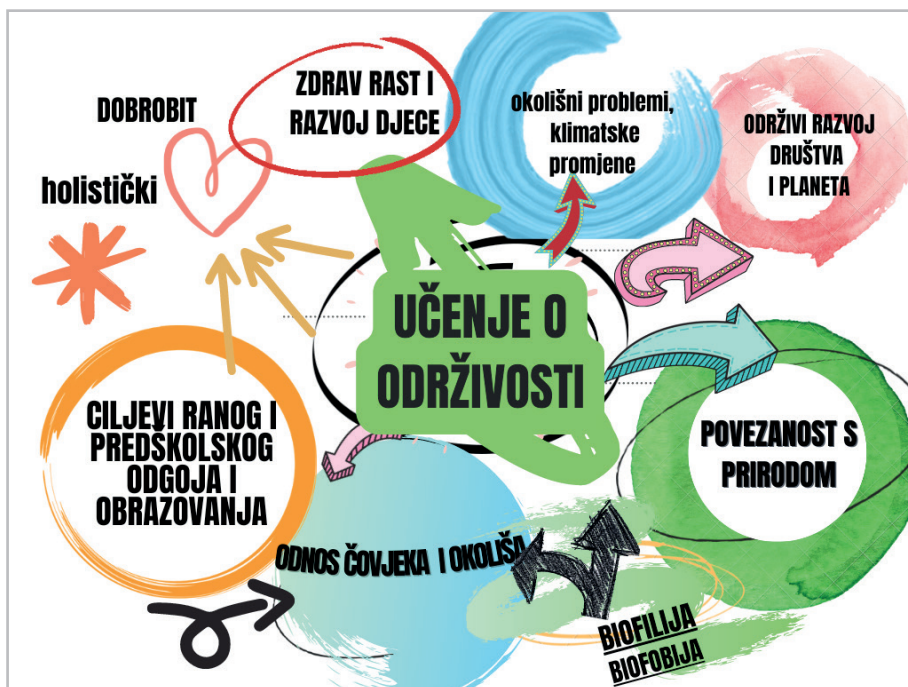 ZDRAV RAST I
RAZVOJ DJECE
DOBROBIT
holistički
okolišni problemi,
klimatske
promjene
ODRŽIVI RAZVOJ
DRUŠTVA
I PLANETA
UČENJE O
ODRŽIVOSTI
CILJEVI RANOG I
PREDŠKOLSKOG
ODGOJA I
OBRAZOVANJA
POVEZANOST S
PRIRODOM
ODNOS ČOVJEKA I OKOLIŠA
BIOFILIJA
BIOFOBIJA